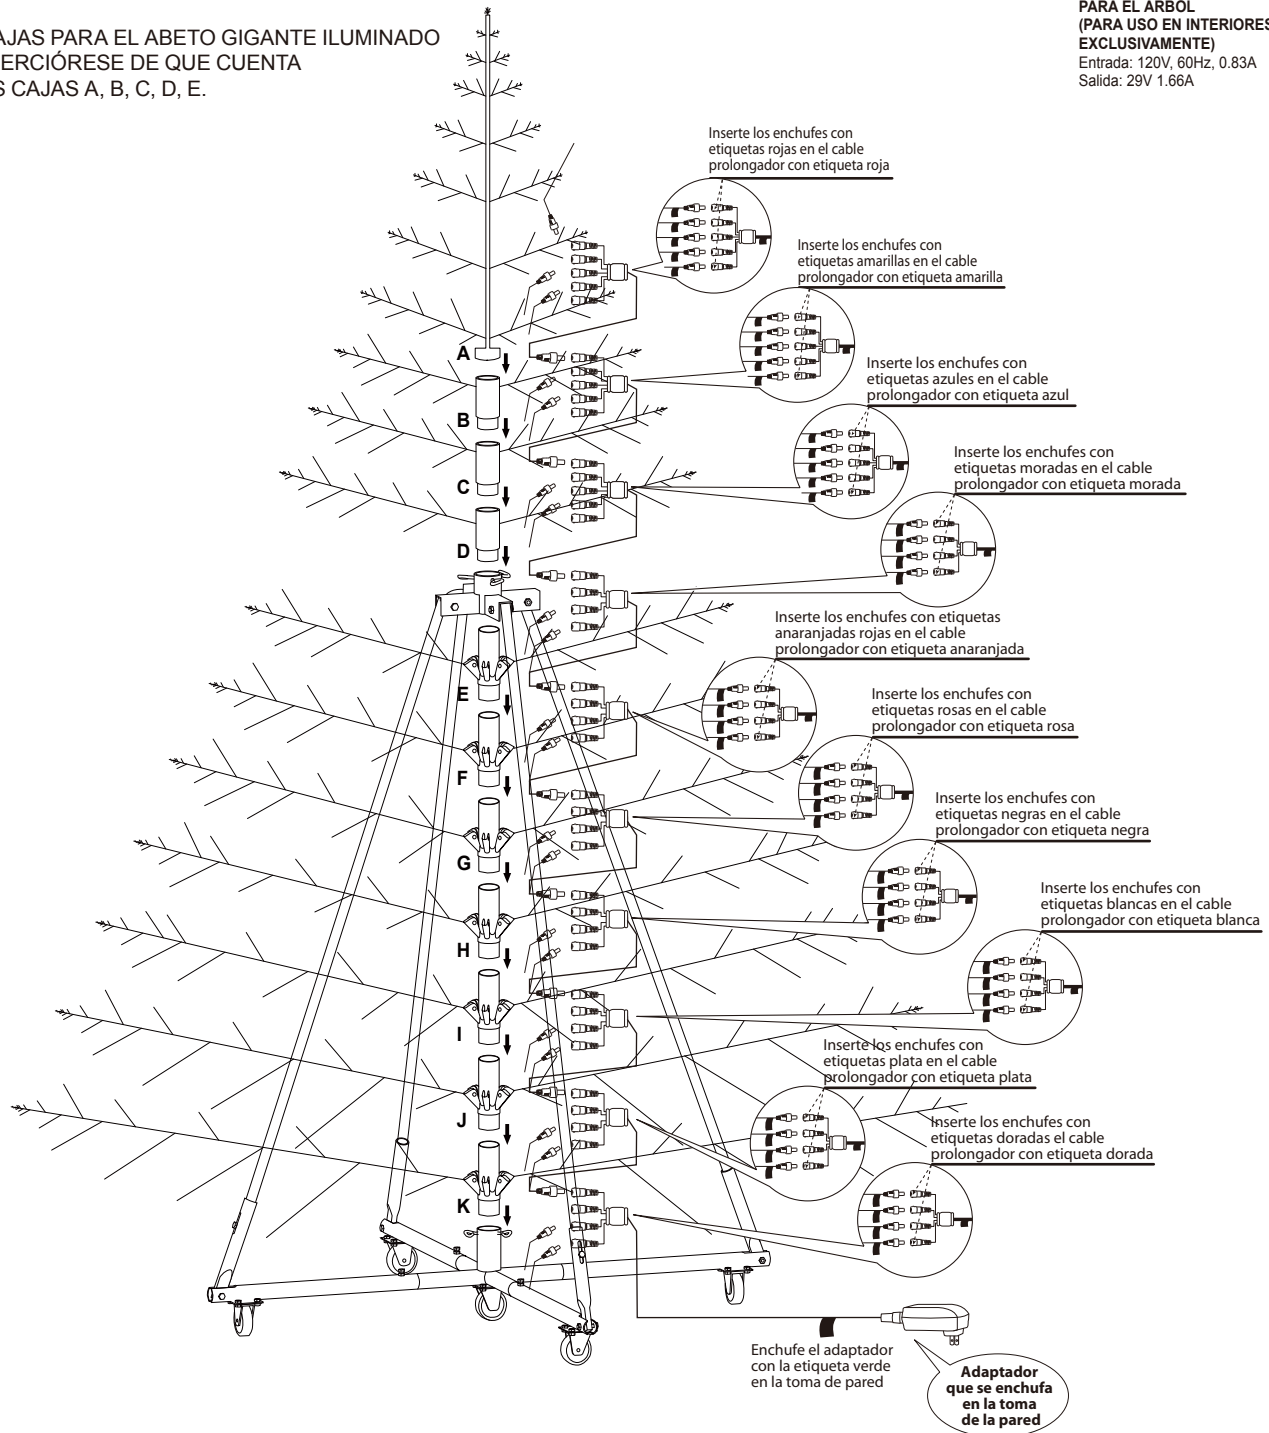 AJAS PARA EL ABETO GIGANTE ILUMINADO
ERCIÓRESE DE QUE CUENTA
S CAJAS A, B, C, D, E.
PARA EL ÁRBOL
(PARA USO EN INTERIORES
EXCLUSIVAMENTE)
Entrada: 120V, 60Hz, 0.83A
Salida: 29V 1.66A
Inserte los enchufes con
etiquetas rojas en el cable
prolongador con etiqueta roja
Inserte los enchufes con
etiquetas amarillas en el cable
prolongador con etiqueta amarilla
A
Inserte los enchufes con
etiquetas azules en el cable
prolongador con etiqueta azul
B
Inserte los enchufes con
etiquetas moradas en el cable
prolongador con etiqueta morada
C
D
Inserte los enchufes con etiquetas
anaranjadas rojas en el cable
prolongador con etiqueta anaranjada
E
Inserte los enchufes con
etiquetas rosas en el cable
prolongador con etiqueta rosa
F
Inserte los enchufes con
etiquetas negras en el cable
prolongador con etiqueta negra
G
Inserte los enchufes con
etiquetas blancas en el cable
prolongador con etiqueta blanca
H
I
Inserte los enchufes con
etiquetas plata en el cable
prolongador con etiqueta plata
J
Inserte los enchufes con
etiquetas doradas el cable
prolongador con etiqueta dorada
K
Enchufe el adaptador
con la etiqueta verde
en la toma de pared
Adaptador
que se enchufa
en la toma
de la pared